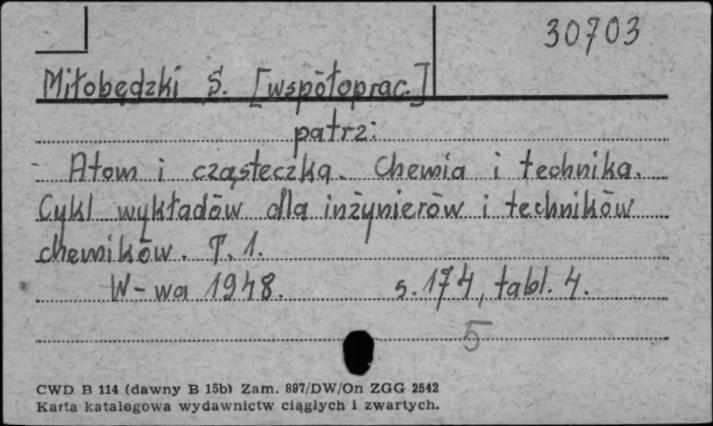 30703
Miłobędzki S. [współoprac.]
patrz:
Atom i cząsteczka. Chemia i technika.
Cykl wykładów dla inżynierów i techników
chemików. T. 1.
W-wa 1948. s. 174, tabl. 4.
5
CWD B 114 (dawny B 15b) Zam. 897/DW/On ZGG 2542
Karta katalogowa wydawnictw ciągłych i zwartych.